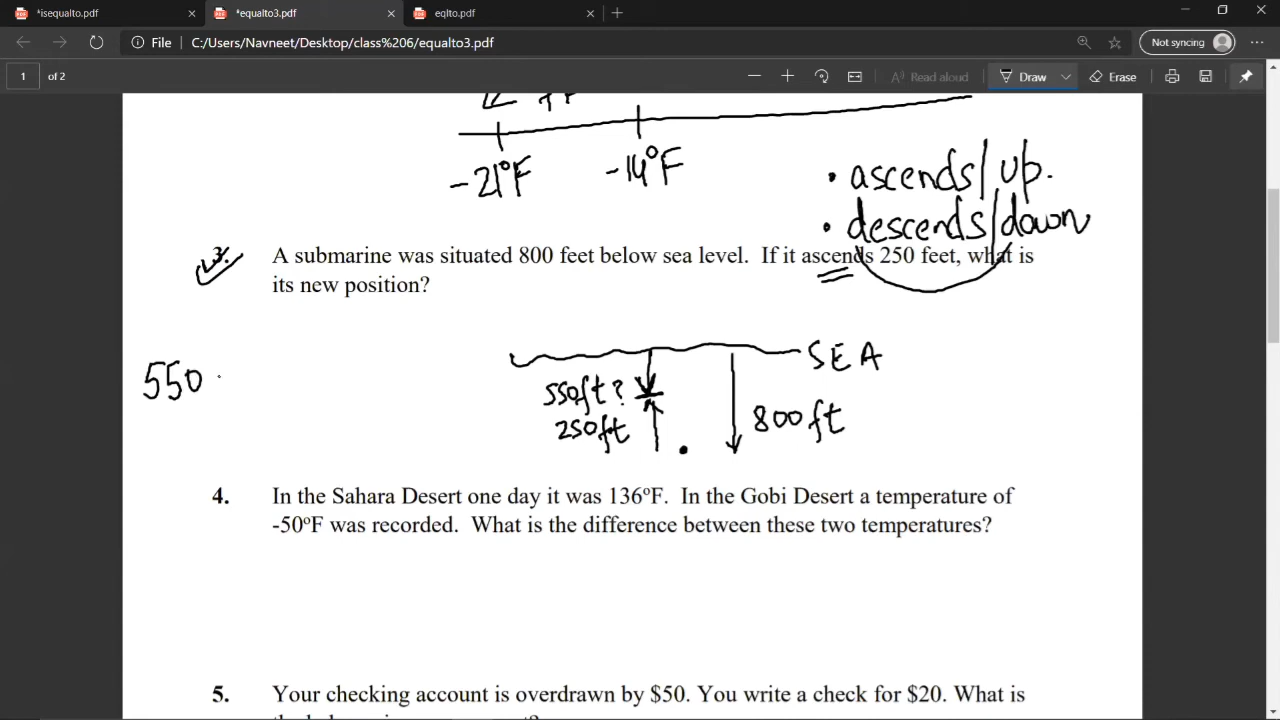 *isequalto.pdf
*equalto3.pdf
eqlto.pdf
File C:/Users/Navneet/Desktop/class%206/equalto3.pdf
Not syncing
1 of 2
Read aloud
Draw
Erase
-21°F
-14°F
• ascends/up.
• descends/down
3. A submarine was situated 800 feet below sea level. If it ascends 250 feet, what is
its new position?
SEA
550
550ft?
250ft
800ft
4. In the Sahara Desert one day it was 136°F. In the Gobi Desert a temperature of
-50°F was recorded. What is the difference between these two temperatures?
5. Your checking account is overdrawn by $50. You write a check for $20. What is